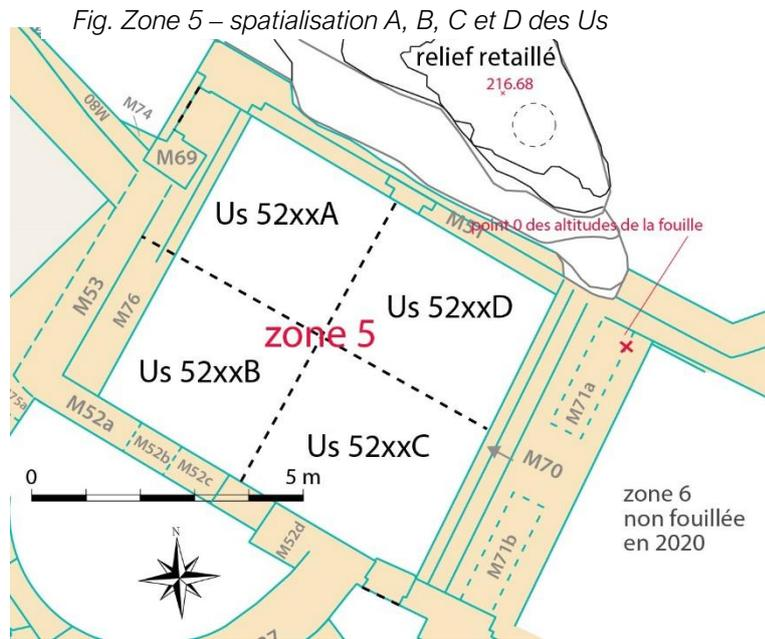 Fig. Zone 5 – spatialisation A, B, C et D des Us
relief retaillé
216.68
M80
M74
M69
Us 52xxA
M51
point 0 des altitudes de la fouille
M53
M76
Us 52xxD
zone 5
Us 52xxB
M71a
75a
M52a
M52b
M52c
Us 52xxC
M70
0
5 m
zone 6
non fouillée
en 2020
M52d
M71b
N